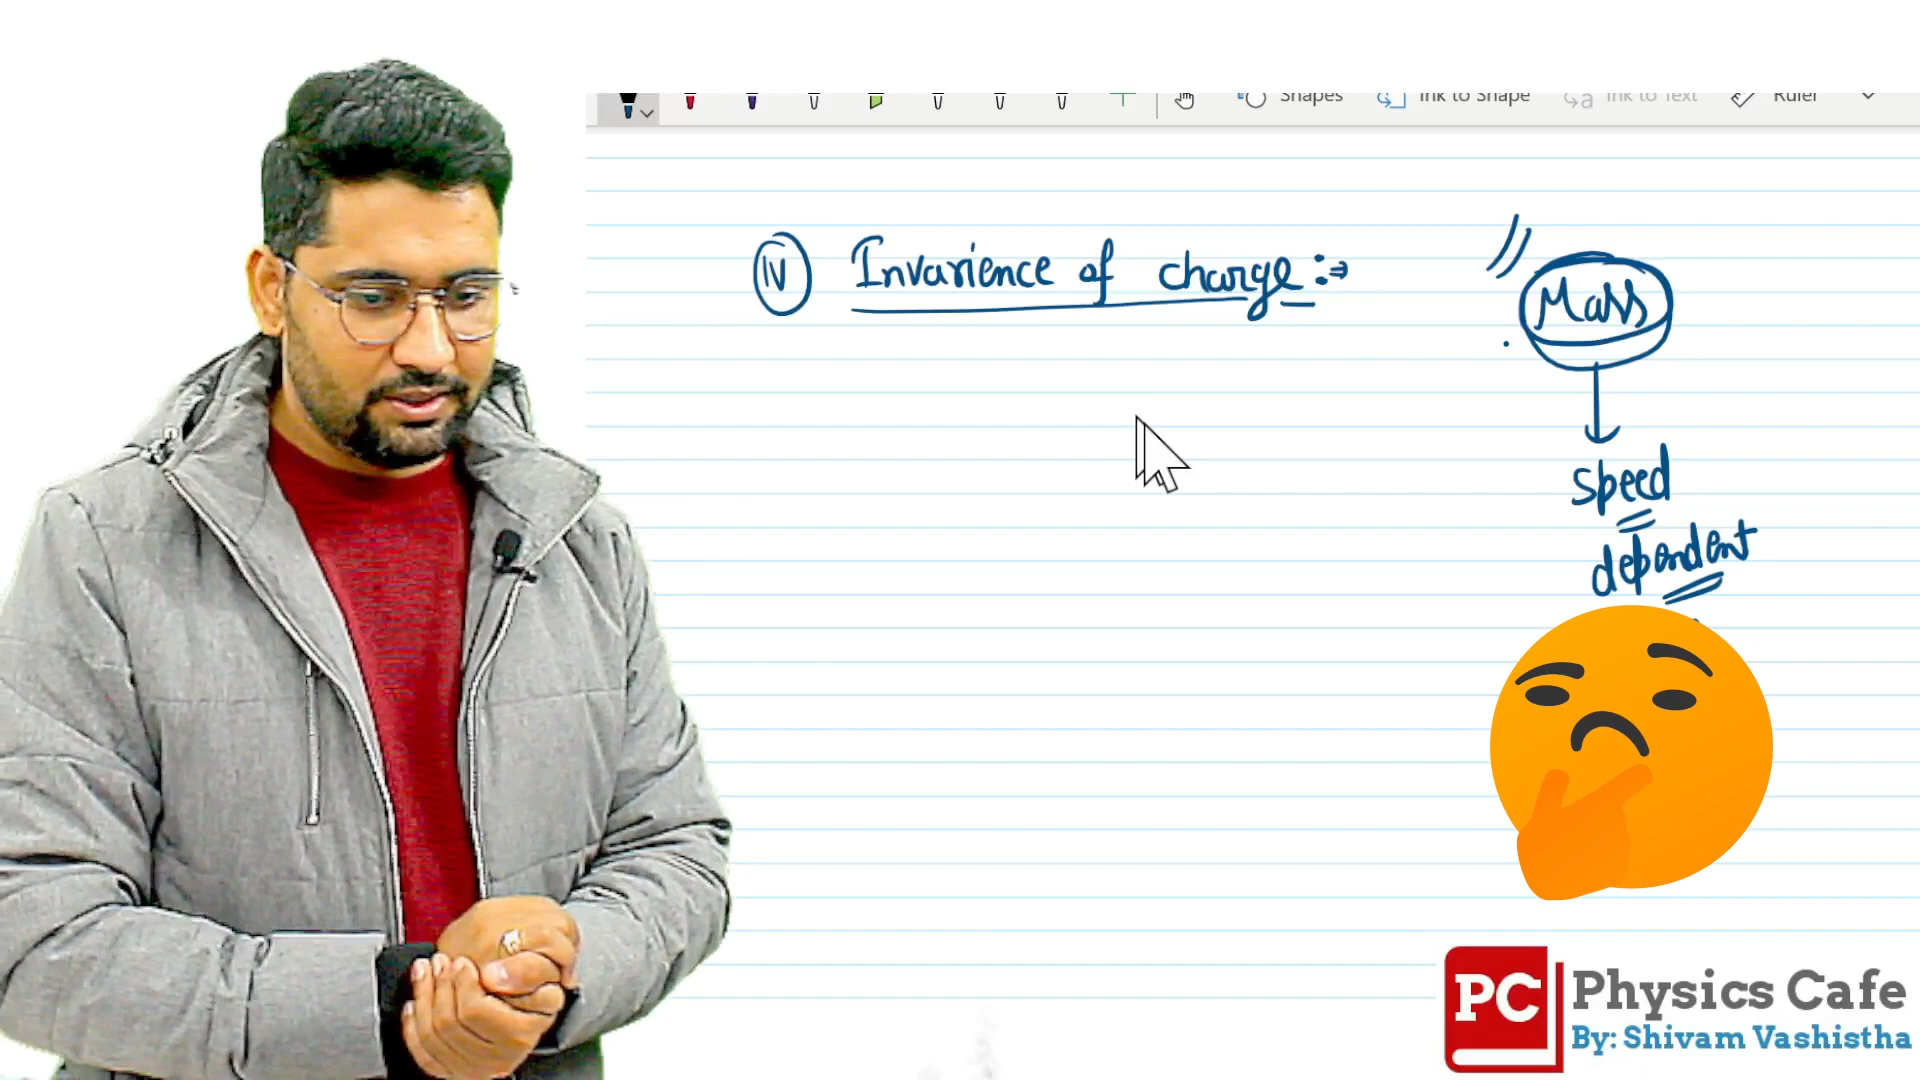 Shapes Ink to Shape Ink to Text Ruler
iv Invarience of charge :⇒
Mass
speed
dependent
PC Physics Cafe
By: Shivam Vashistha